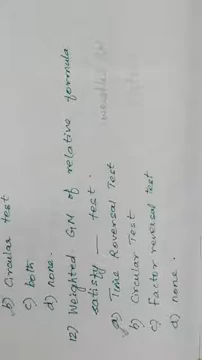 b) Circular test
c) both
d) none.
12) Weighted GM of relative formula
satisfy — test.
a) Time Reversal Test
b) Circular Test
c) Factor reversal test
d) none.